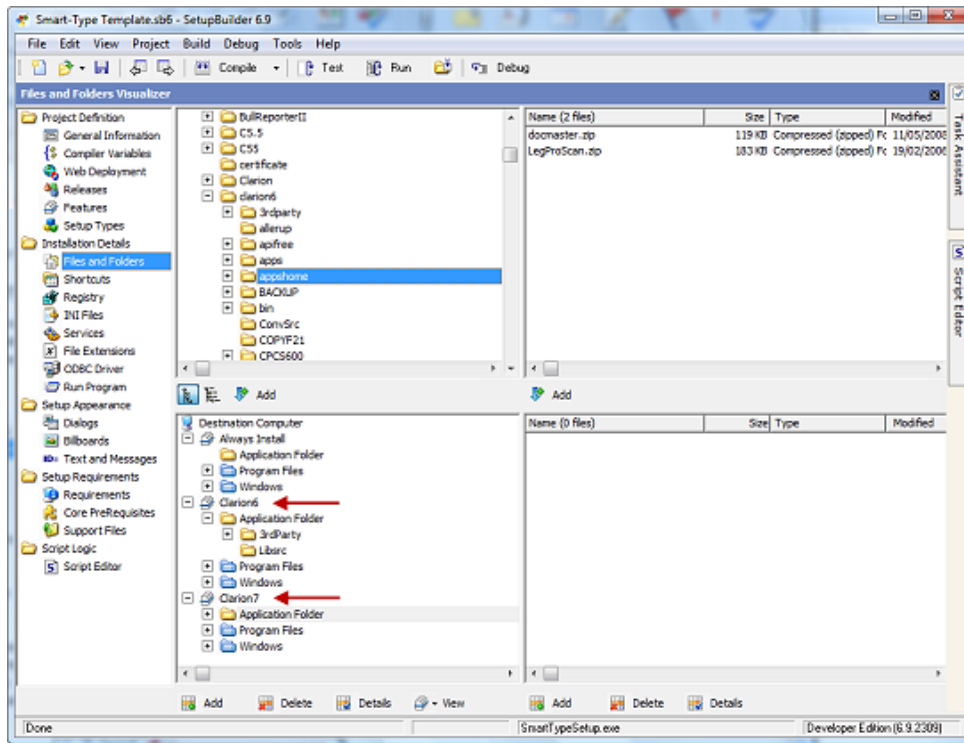 Smart-Type Template.sb6 - SetupBuilder 6.9
File Edit View Project Build Debug Tools Help
Compile Test Run Debug
Files and Folders Visualizer
Project Definition
General Information
Compiler Variables
Web Deployment
Releases
Features
Setup Types
Installation Details
Files and Folders
Shortcuts
Registry
INI Files
Services
File Extensions
ODBC Driver
Run Program
Setup Appearance
Dialogs
Billboards
Text and Messages
Setup Requirements
Requirements
Core PreRequisites
Support Files
Script Logic
Script Editor
BullReporterII
C5.5
C55
certificate
Clarion
clarion6
3rdparty
allerup
apifree
apps
appshome
BACKUP
bin
ConvSrc
COPYF21
CPCS600
Add
Name (2 files) Size Type Modified
docmaster.zip 119 KB Compressed (zipped) Fc 11/05/2008
LegProScan.zip 183 KB Compressed (zipped) Fc 19/02/2006
Add
Destination Computer
Always Install
Application Folder
Program Files
Windows
Clarion6
Application Folder
3rdParty
Libsrc
Program Files
Windows
Clarion7
Application Folder
Program Files
Windows
Name (0 files) Size Type Modified
Add Delete Details View
Add Delete Details
Task Assistant
Script Editor
Done SmartTypeSetup.exe Developer Edition (6.9.2309)